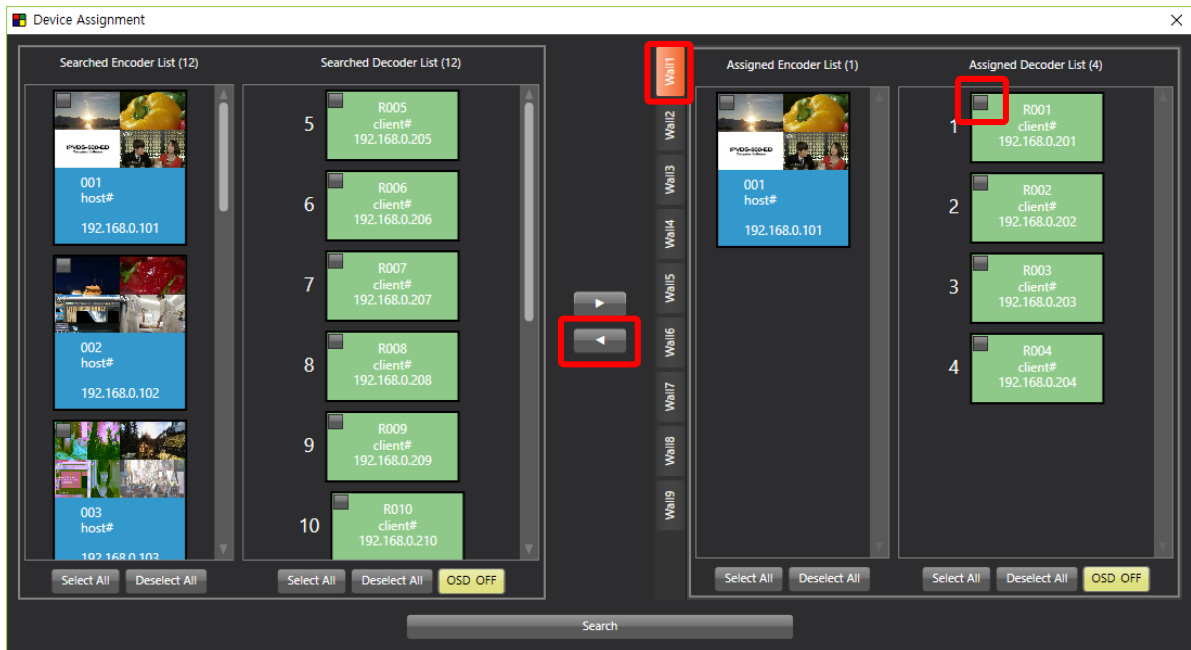 Device Assignment
Searched Encoder List (12)
001
host#
192.168.0.101
002
host#
192.168.0.102
003
host#
192.168.0.103
Select All
Deselect All
Searched Decoder List (12)
5
R005
client#
192.168.0.205
6
R006
client#
192.168.0.206
7
R007
client#
192.168.0.207
8
R008
client#
192.168.0.208
9
R009
client#
192.168.0.209
10
R010
client#
192.168.0.210
Select All
Deselect All
OSD OFF
Wall1
Wall2
Wall3
Wall4
Wall5
Wall6
Wall7
Wall8
Wall9
Assigned Encoder List (1)
001
host#
192.168.0.101
Select All
Deselect All
Assigned Decoder List (4)
1
R001
client#
192.168.0.201
2
R002
client#
192.168.0.202
3
R003
client#
192.168.0.203
4
R004
client#
192.168.0.204
Select All
Deselect All
OSD OFF
Search